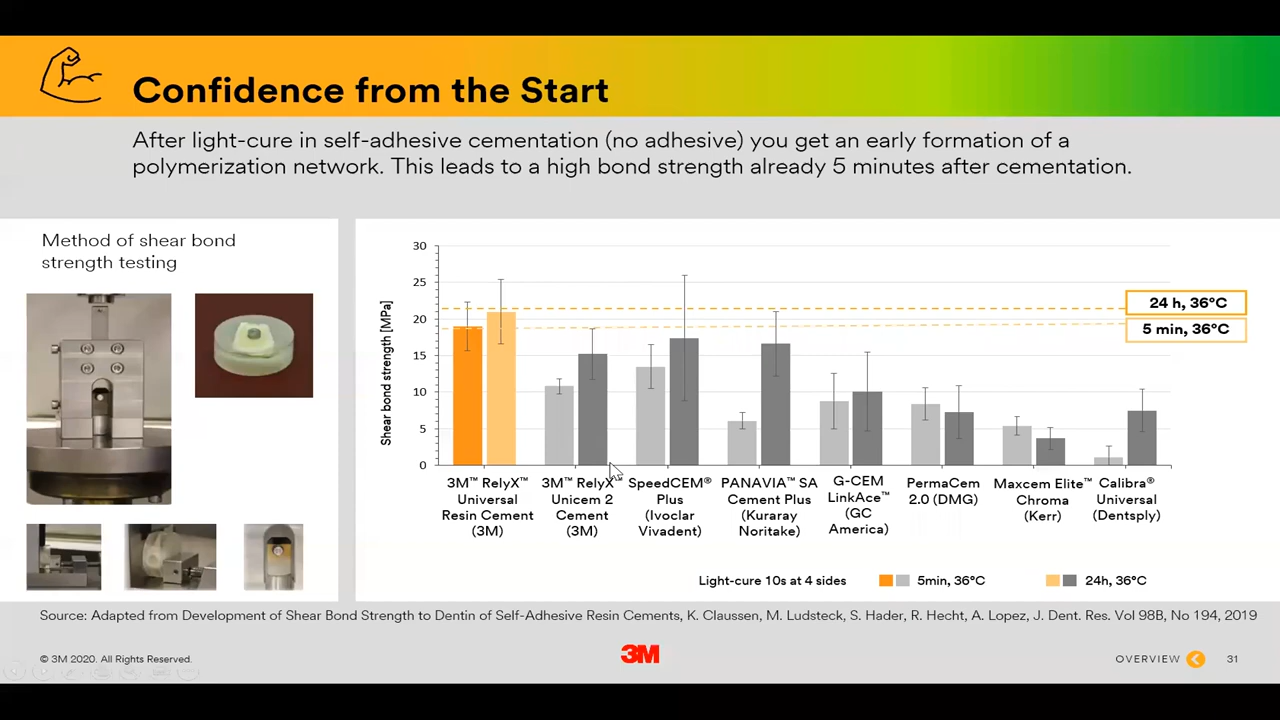 Confidence from the Start
After light-cure in self-adhesive cementation (no adhesive) you get an early formation of a
polymerization network. This leads to a high bond strength already 5 minutes after cementation.
Method of shear bond
strength testing
Shear bond strength [MPa]
30
25
20
15
10
5
0
24 h, 36°C
5 min, 36°C
3M™ RelyX™
Universal
Resin Cement
(3M)
3M™ RelyX™
Unicem 2
Cement
(3M)
SpeedCEM®
Plus
(Ivoclar
Vivadent)
PANAVIA™ SA
Cement Plus
(Kuraray
Noritake)
G-CEM
LinkAce™
(GC
America)
PermaCem
2.0 (DMG)
Maxcem Elite™
Chroma
(Kerr)
Calibra®
Universal
(Dentsply)
Light-cure 10s at 4 sides
5min, 36°C
24h, 36°C
Source: Adapted from Development of Shear Bond Strength to Dentin of Self-Adhesive Resin Cements, K. Claussen, M. Ludsteck, S. Hader, R. Hecht, A. Lopez, J. Dent. Res. Vol 98B, No 194, 2019
© 3M 2020. All Rights Reserved.
3M
OVERVIEW
31